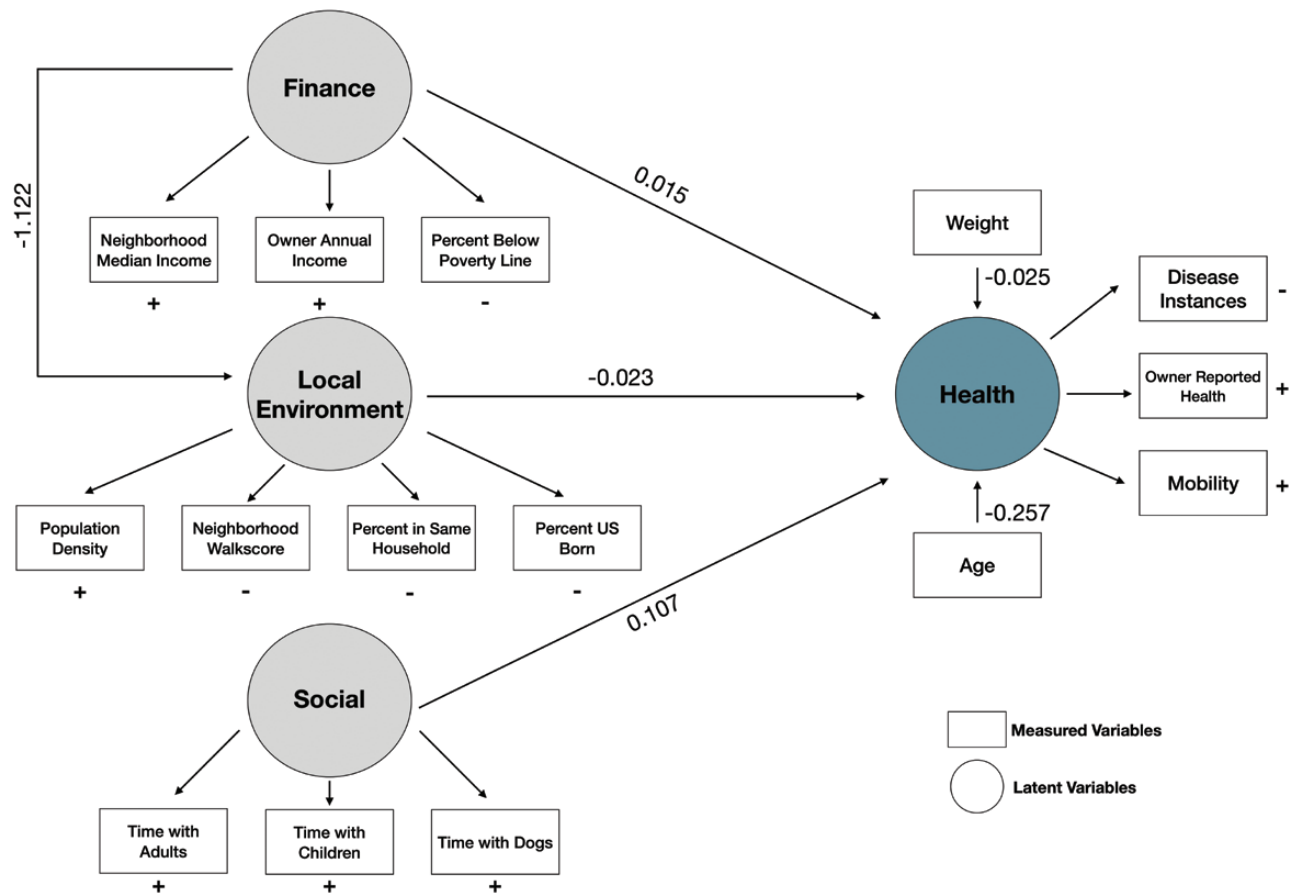 Finance
-1.122
0.015
Neighborhood
Median Income
+
Owner Annual
Income
+
Percent Below
Poverty Line
-
Weight
-0.025
Disease
Instances
-
Local
Environment
-0.023
Health
Owner Reported
Health
+
Mobility
+
-0.257
Age
Population
Density
+
Neighborhood
Walkscore
-
Percent in Same
Household
-
Percent US
Born
-
0.107
Social
Time with
Adults
+
Time with
Children
+
Time with Dogs
+
Measured Variables
Latent Variables